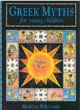 GREEK MYTHS
for young children
MARCIA WILLIAMS